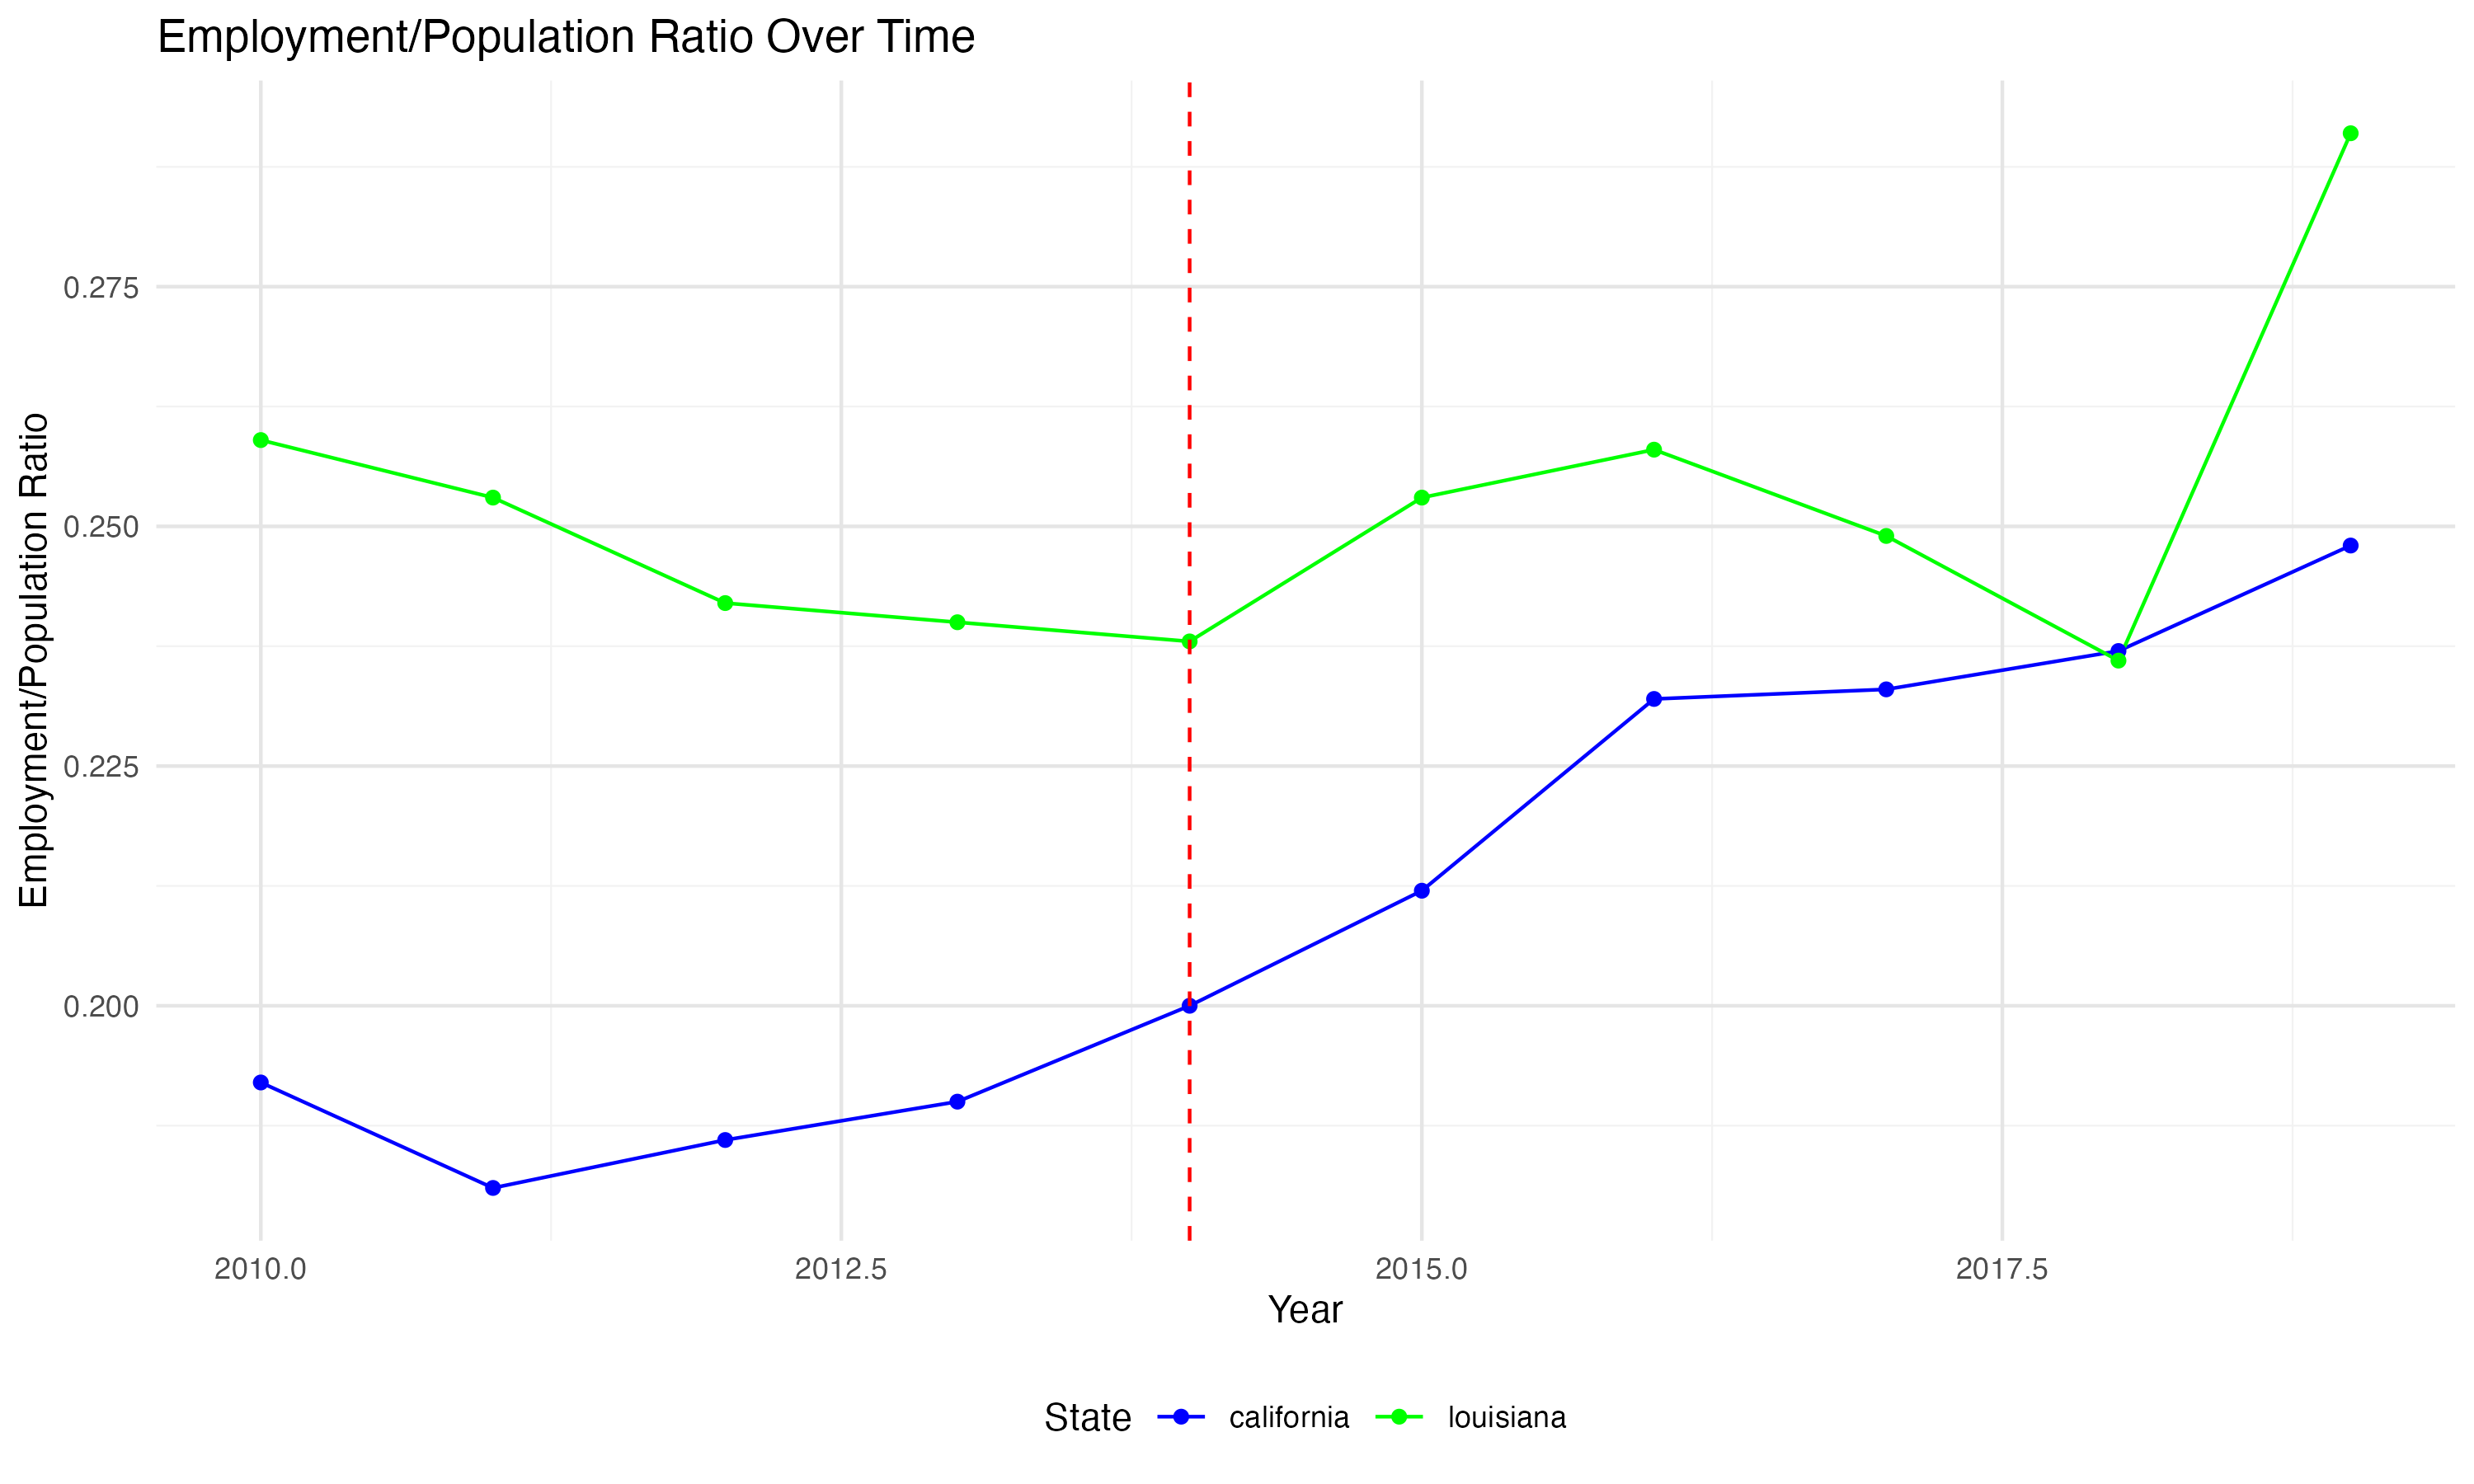 Employment/Population Ratio Over Time
Employment/Population Ratio
0.275
0.250
0.225
0.200
2010.0 2012.5 2015.0 2017.5
Year
State california louisiana